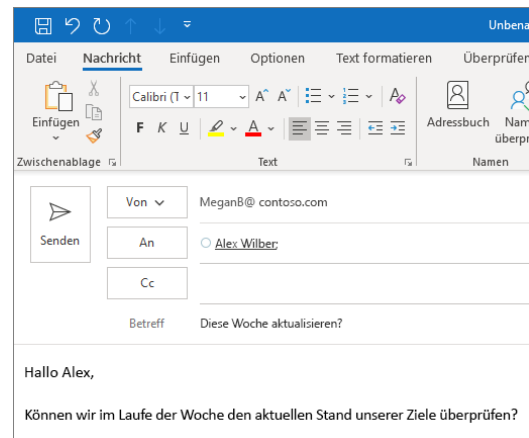 Unbena
Datei Nachricht Einfügen Optionen Text formatieren Überprüfen
Einfügen
Calibri (T 11
F K U
A
Adressbuch Nam
überpr
Zwischenablage Text Namen
Senden
Von MeganB@ contoso.com
An Alex Wilber;
Cc
Betreff Diese Woche aktualisieren?
Hallo Alex,
Können wir im Laufe der Woche den aktuellen Stand unserer Ziele überprüfen?